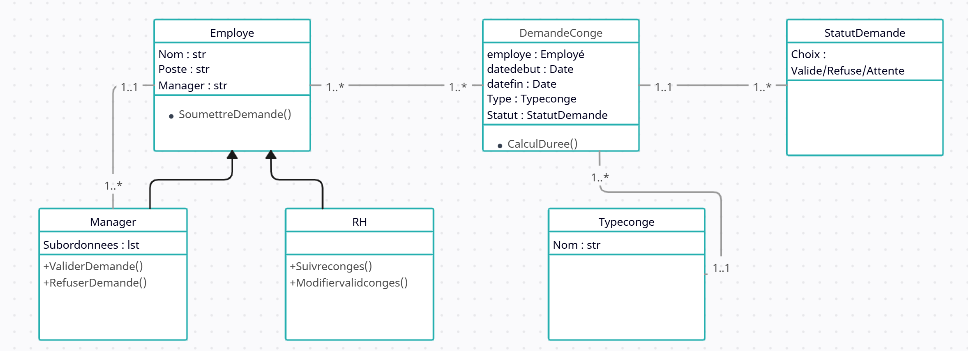 Employe
Nom : str
Poste : str
Manager : str
SoumettreDemande()
1..1
1..*
1..*
DemandeConge
employe : Employé
datedebut : Date
datefin : Date
Type : Typeconge
Statut : StatutDemande
CalculDuree()
1..1
1..*
StatutDemande
Choix :
Valide/Refuse/Attente
1..*
1..*
Manager
Subordonnees : lst
+ValiderDemande()
+RefuserDemande()
RH
+Suivreconges()
+Modifiervalidconges()
Typeconge
Nom : str
1..1